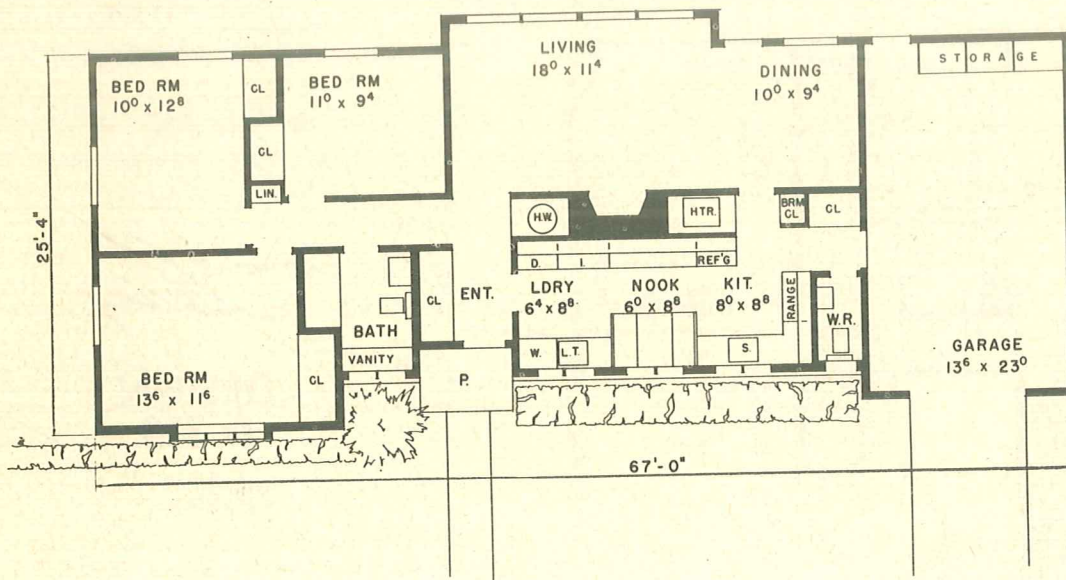 LIVING
18⁰ x 11⁴
STORAGE
BED RM
10⁰ x 12⁸
CL
BED RM
11⁰ x 9⁴
DINING
10⁰ x 9⁴
CL
LIN.
25'-4"
H.W.
HTR.
BRM
CL
CL
D.
I.
REF'G
CL
ENT.
LDRY
6⁴ x 8⁸
NOOK
6⁰ x 8⁸
KIT.
8⁰ x 8⁸
RANGE
W.R.
BATH
VANITY
W.
L.T.
S.
GARAGE
13⁶ x 23⁰
BED RM
13⁶ x 11⁶
CL
P.
67'-0"